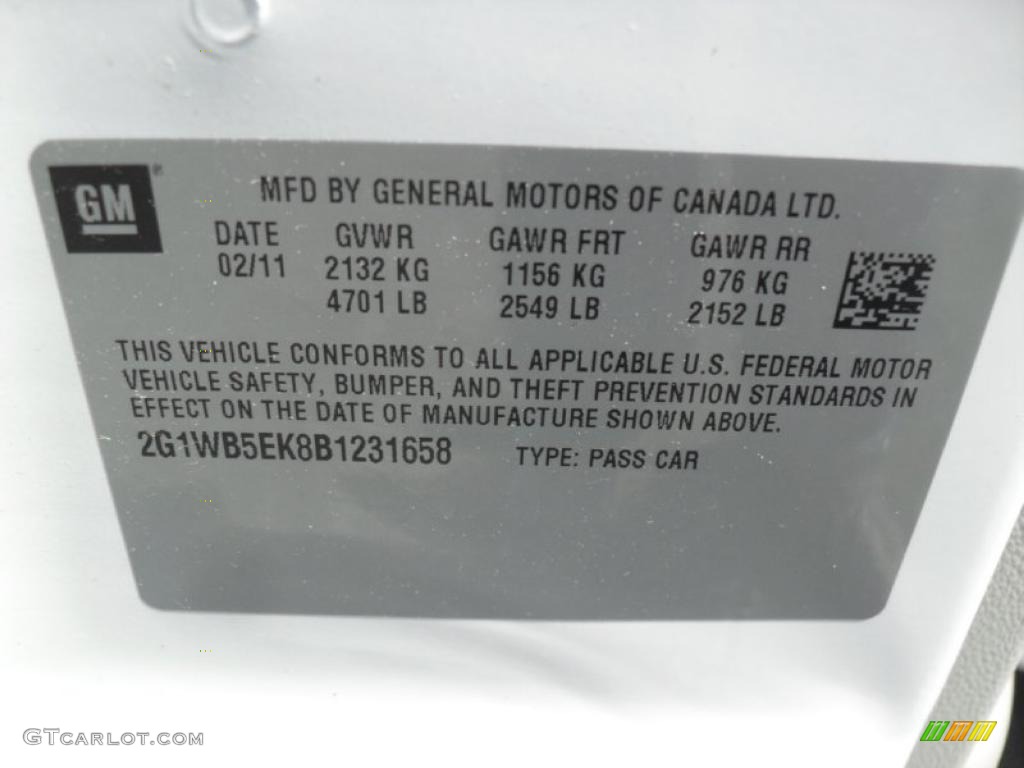 GM
MFD BY GENERAL MOTORS OF CANADA LTD.
DATE GVWR GAWR FRT GAWR RR
02/11 2132 KG 1156 KG 976 KG
4701 LB 2549 LB 2152 LB
THIS VEHICLE CONFORMS TO ALL APPLICABLE U.S. FEDERAL MOTOR
VEHICLE SAFETY, BUMPER, AND THEFT PREVENTION STANDARDS IN
EFFECT ON THE DATE OF MANUFACTURE SHOWN ABOVE.
2G1WB5EK8B1231658 TYPE: PASS CAR
GTCARLOT.COM